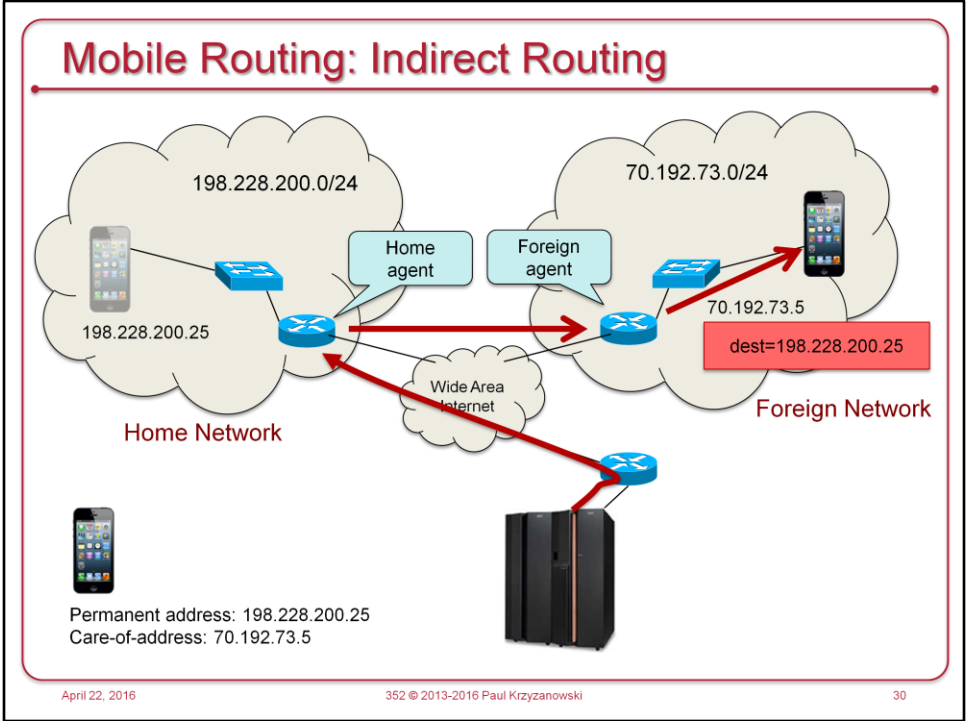 Mobile Routing: Indirect Routing
198.228.200.0/24
70.192.73.0/24
Home
agent
Foreign
agent
198.228.200.25
70.192.73.5
dest=198.228.200.25
Wide Area
Internet
Home Network
Foreign Network
Permanent address: 198.228.200.25
Care-of-address: 70.192.73.5
April 22, 2016
352 © 2013-2016 Paul Krzyzanowski
30